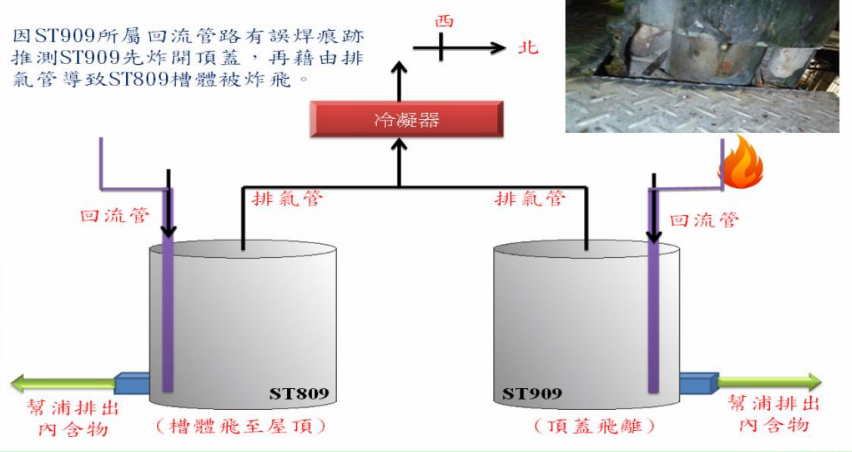 因ST909所屬回流管路有誤焊痕跡
推測ST909先炸開頂蓋，再藉由排
氣管導致ST809槽體被炸飛。
西
北
冷凝器
回流管
排氣管
排氣管
回流管
ST809
ST909
幫浦排出
內含物
（槽體飛至屋頂）
（頂蓋飛離）
幫浦排出
內含物